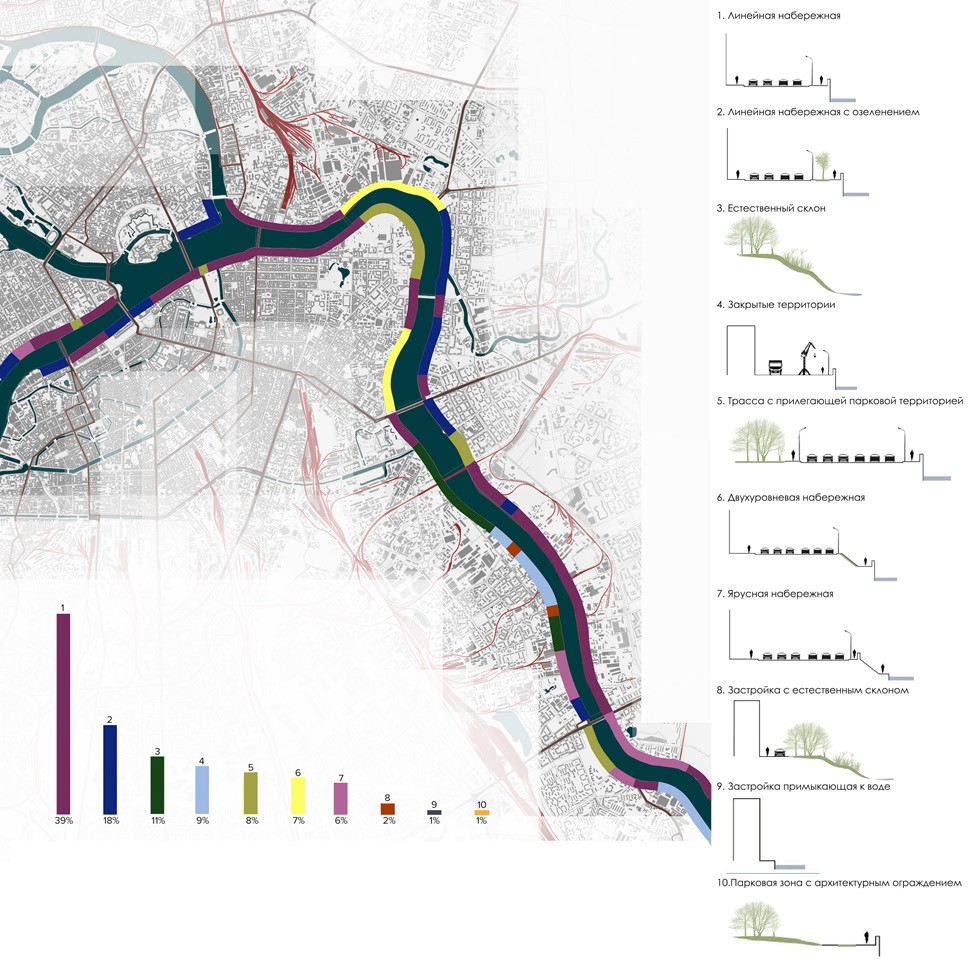 1. Линейная набережная
2. Линейная набережная с озеленением
3. Естественный склон
4. Закрытые территории
5. Трасса с прилегающей парковой территорией
6. Двухуровневая набережная
7. Ярусная набережная
8. Застройка с естественным склоном
9. Застройка примыкающая к воде
10.Парковая зона с архитектурным ограждением
1
2
3
4
5
6
7
8
9
10
39%
18%
11%
9%
8%
7%
6%
2%
1%
1%